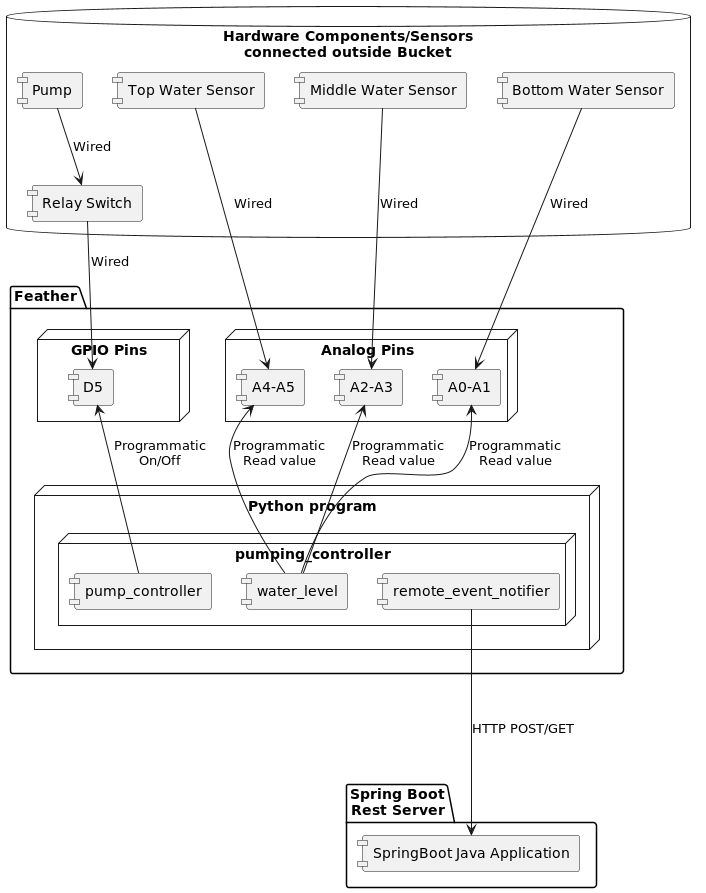 Hardware Components/Sensors
connected outside Bucket
Pump
Top Water Sensor
Middle Water Sensor
Bottom Water Sensor
Wired
Relay Switch
Wired
Wired
Wired
Wired
Feather
GPIO Pins
Analog Pins
D5
A4-A5
A2-A3
A0-A1
Programmatic
On/Off
Programmatic
Read value
Programmatic
Read value
Programmatic
Read value
Python program
pumping_controller
pump_controller
water_level
remote_event_notifier
HTTP POST/GET
Spring Boot
Rest Server
SpringBoot Java Application